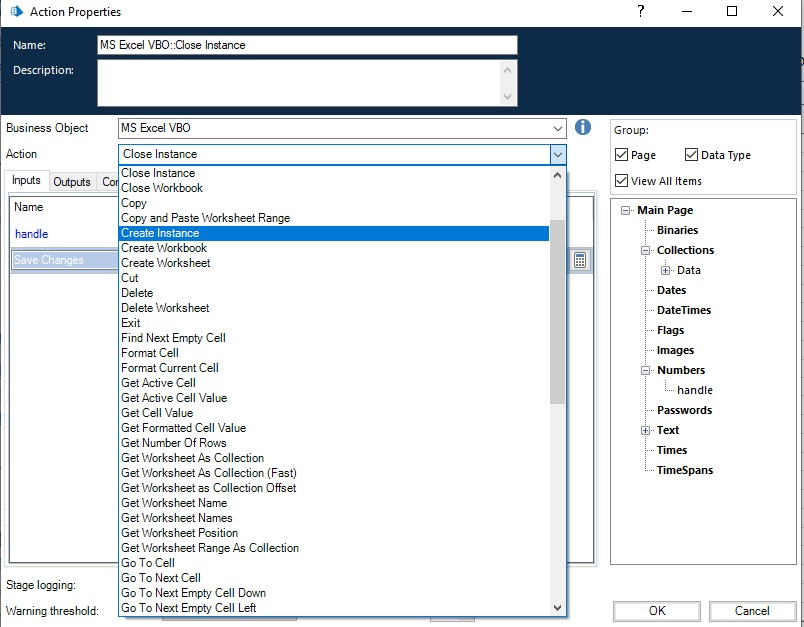 Action Properties
?
Name:
MS Excel VBO::Close Instance
Description:
Business Object
MS Excel VBO
Action
Close Instance
Inputs
Outputs
Name
handle
Save Changes
Close Instance
Close Workbook
Copy
Copy and Paste Worksheet Range
Create Instance
Create Workbook
Create Worksheet
Cut
Delete
Delete Worksheet
Exit
Find Next Empty Cell
Format Cell
Format Current Cell
Get Active Cell
Get Active Cell Value
Get Cell Value
Get Formatted Cell Value
Get Number Of Rows
Get Worksheet As Collection
Get Worksheet As Collection (Fast)
Get Worksheet as Collection Offset
Get Worksheet Name
Get Worksheet Names
Get Worksheet Position
Get Worksheet Range As Collection
Go To Cell
Go To Next Cell
Go To Next Empty Cell Down
Go To Next Empty Cell Left
Stage logging:
Warning threshold:
Group:
Page
Data Type
View All Items
Main Page
Binaries
Collections
Data
Dates
DateTimes
Flags
Images
Numbers
handle
Passwords
Text
Times
TimeSpans
OK
Cancel